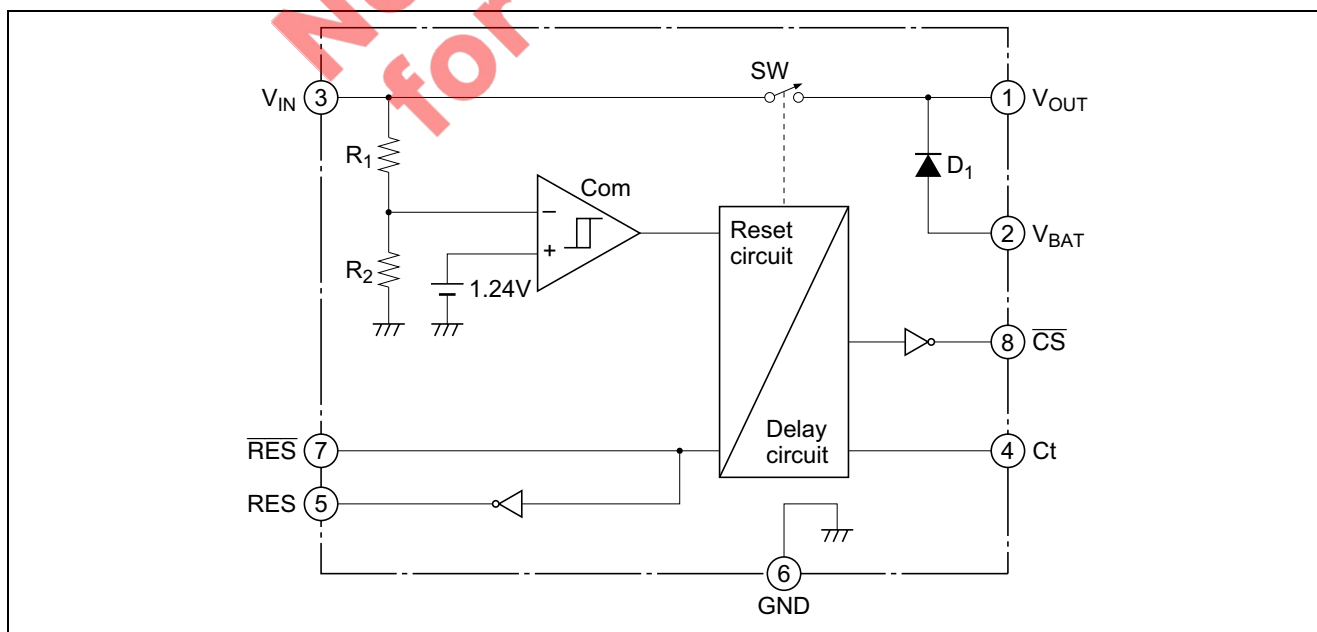 for
SW
VIN 3
1 VOUT
R1
D1
Com
−
+
Reset
circuit
2 VBAT
R2
1.24V
8 CS
RES 7
Delay
circuit
4 Ct
RES 5
6
GND